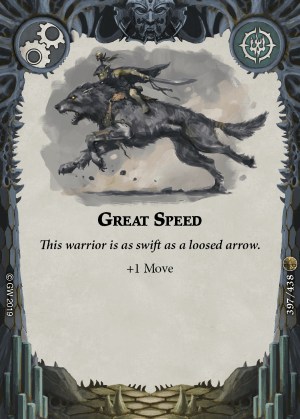 GREAT SPEED
This warrior is as swift as a loosed arrow.
+1 Move
© GW 2019
397/438